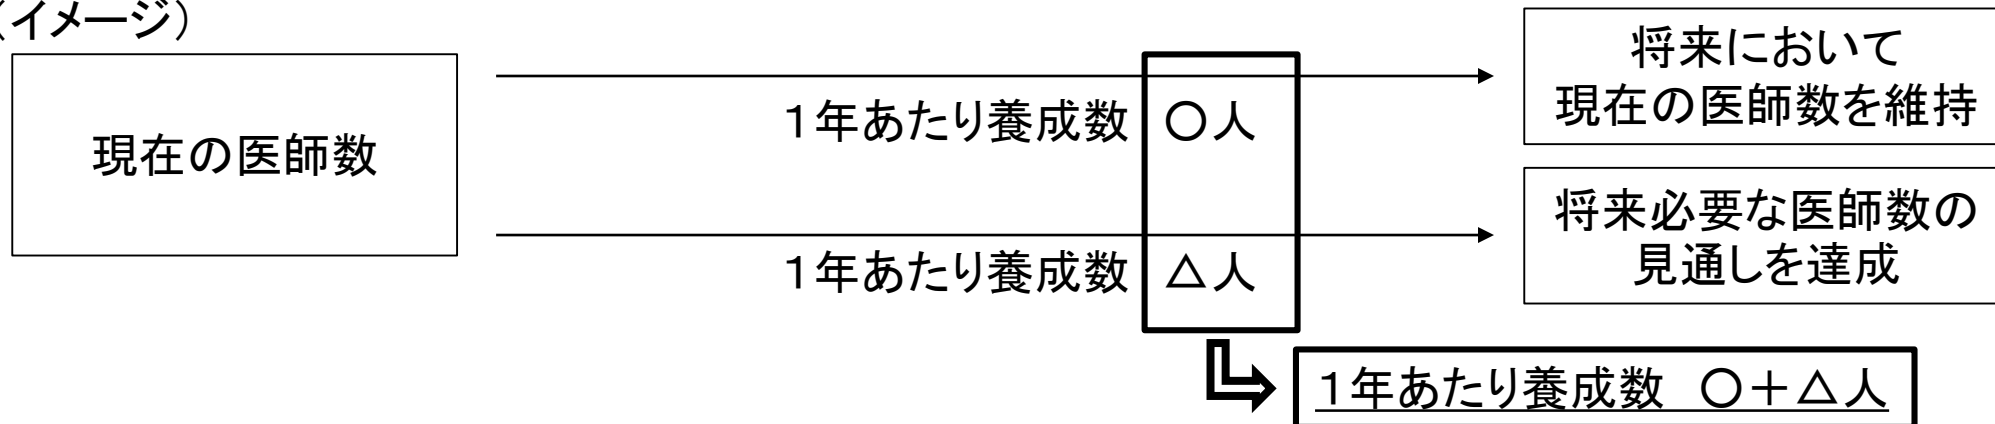 （イメージ）
現在の医師数
１年あたり養成数　○人
１年あたり養成数　△人
将来において
現在の医師数を維持
将来必要な医師数の
見通しを達成
１年あたり養成数　○＋△人